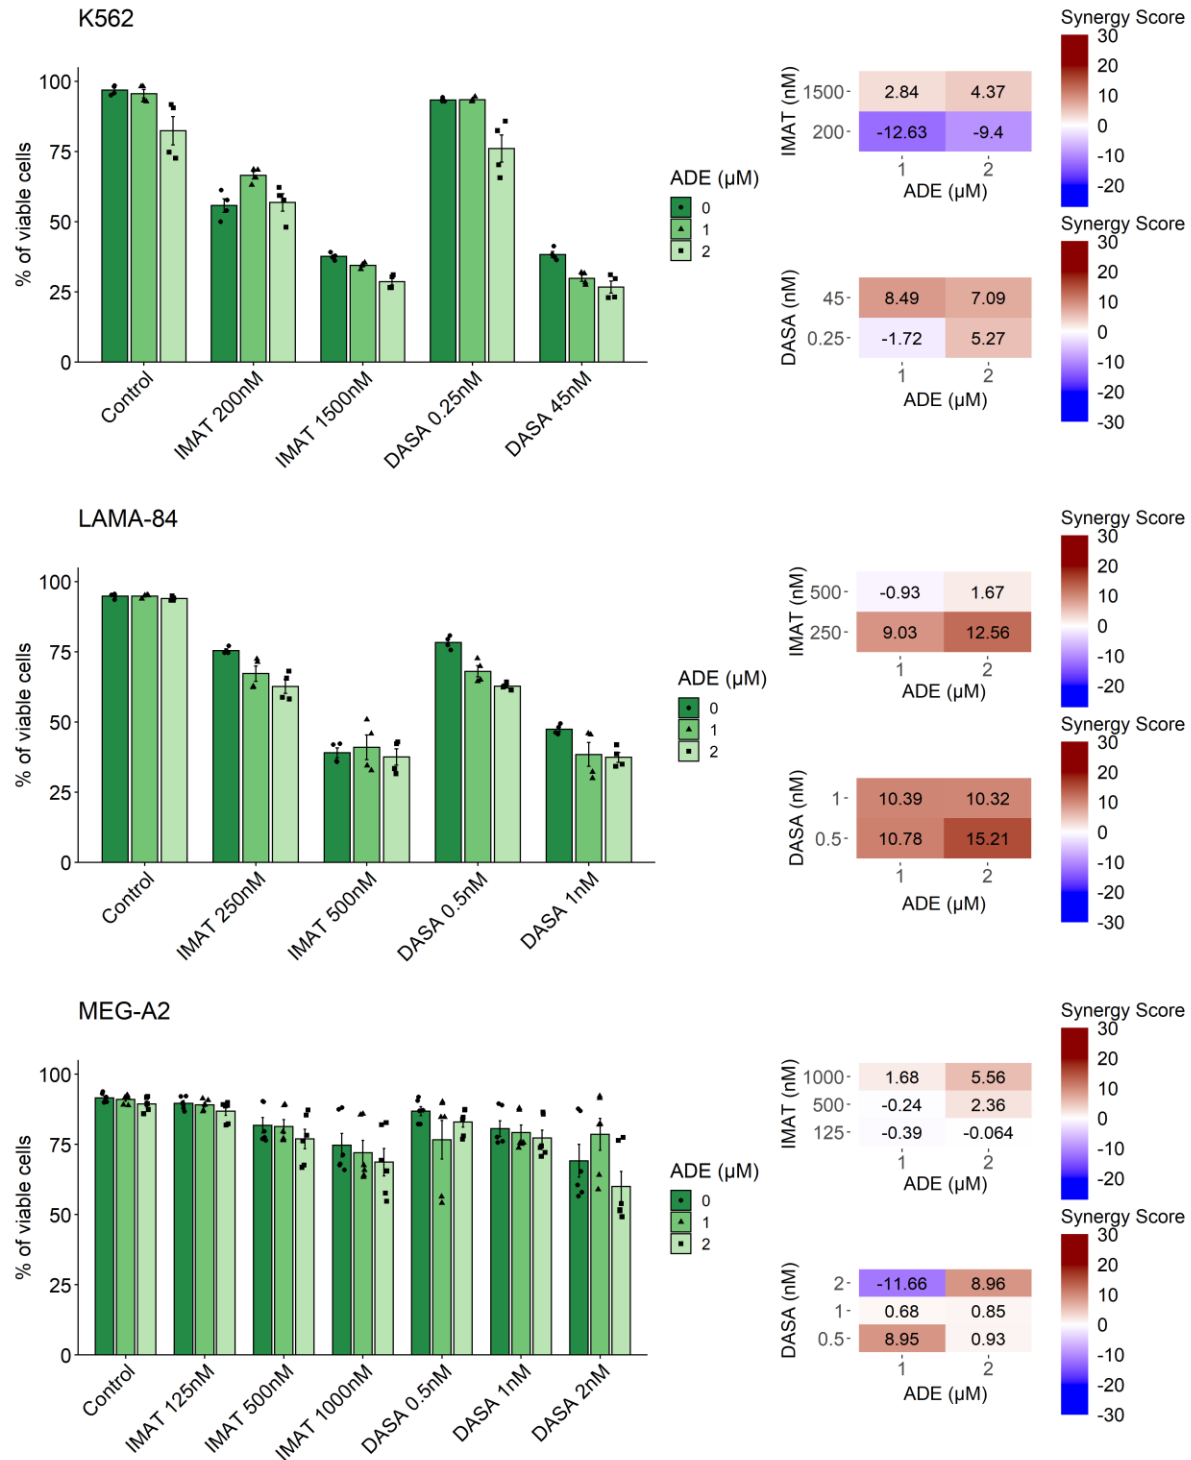 K562
% of viable cells
100
75
50
25
0
Control
IMAT 200nM
IMAT 1500nM
DASA 0.25nM
DASA 45nM
ADE (µM)
0
1
2
IMAT (nM)
1500
2.84 4.37
200
-12.63 -9.4
1 2
ADE (µM)
Synergy Score
30
20
10
0
-10
-20
DASA (nM)
45
8.49 7.09
0.25
-1.72 5.27
1 2
ADE (µM)
Synergy Score
30
20
10
0
-10
-20
-30
LAMA-84
% of viable cells
100
75
50
25
0
Control
IMAT 250nM
IMAT 500nM
DASA 0.5nM
DASA 1nM
ADE (µM)
0
1
2
IMAT (nM)
500
-0.93 1.67
250
9.03 12.56
1 2
ADE (µM)
Synergy Score
30
20
10
0
-10
-20
DASA (nM)
1
10.39 10.32
0.5
10.78 15.21
1 2
ADE (µM)
Synergy Score
30
20
10
0
-10
-20
-30
MEG-A2
% of viable cells
100
75
50
25
0
Control
IMAT 125nM
IMAT 500nM
IMAT 1000nM
DASA 0.5nM
DASA 1nM
DASA 2nM
ADE (µM)
0
1
2
IMAT (nM)
1000
1.68 5.56
500
-0.24 2.36
125
-0.39 -0.064
1 2
ADE (µM)
Synergy Score
30
20
10
0
-10
-20
DASA (nM)
2
-11.66 8.96
1
0.68 0.85
0.5
8.95 0.93
1 2
ADE (µM)
Synergy Score
30
20
10
0
-10
-20
-30